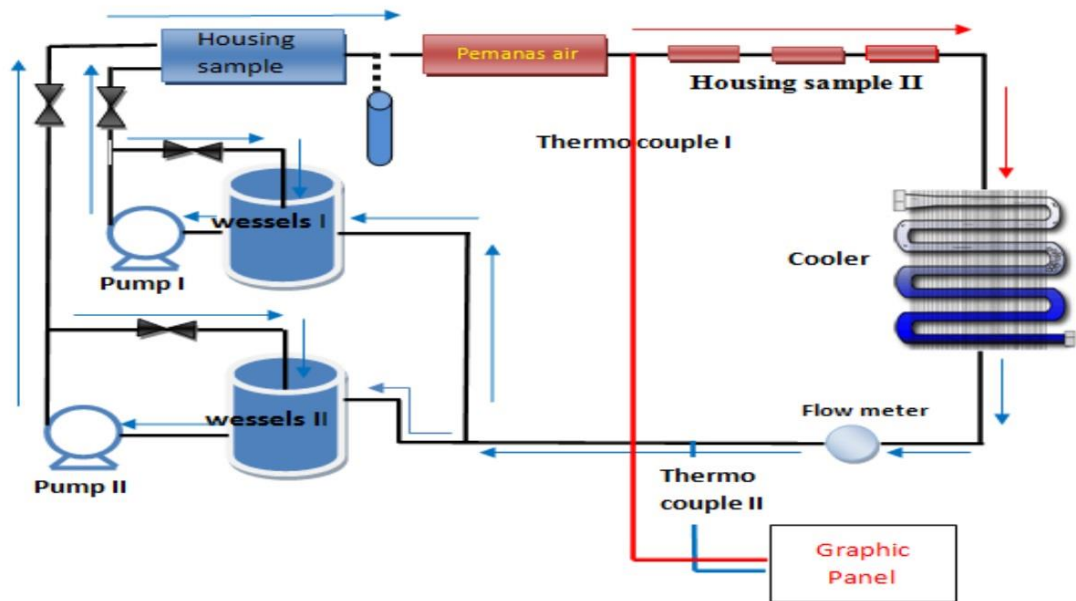 Housing
sample
Pemanas air
Housing sample II
Thermo couple I
wessels I
Pump I
Cooler
wessels II
Pump II
Flow meter
Thermo
couple II
Graphic
Panel